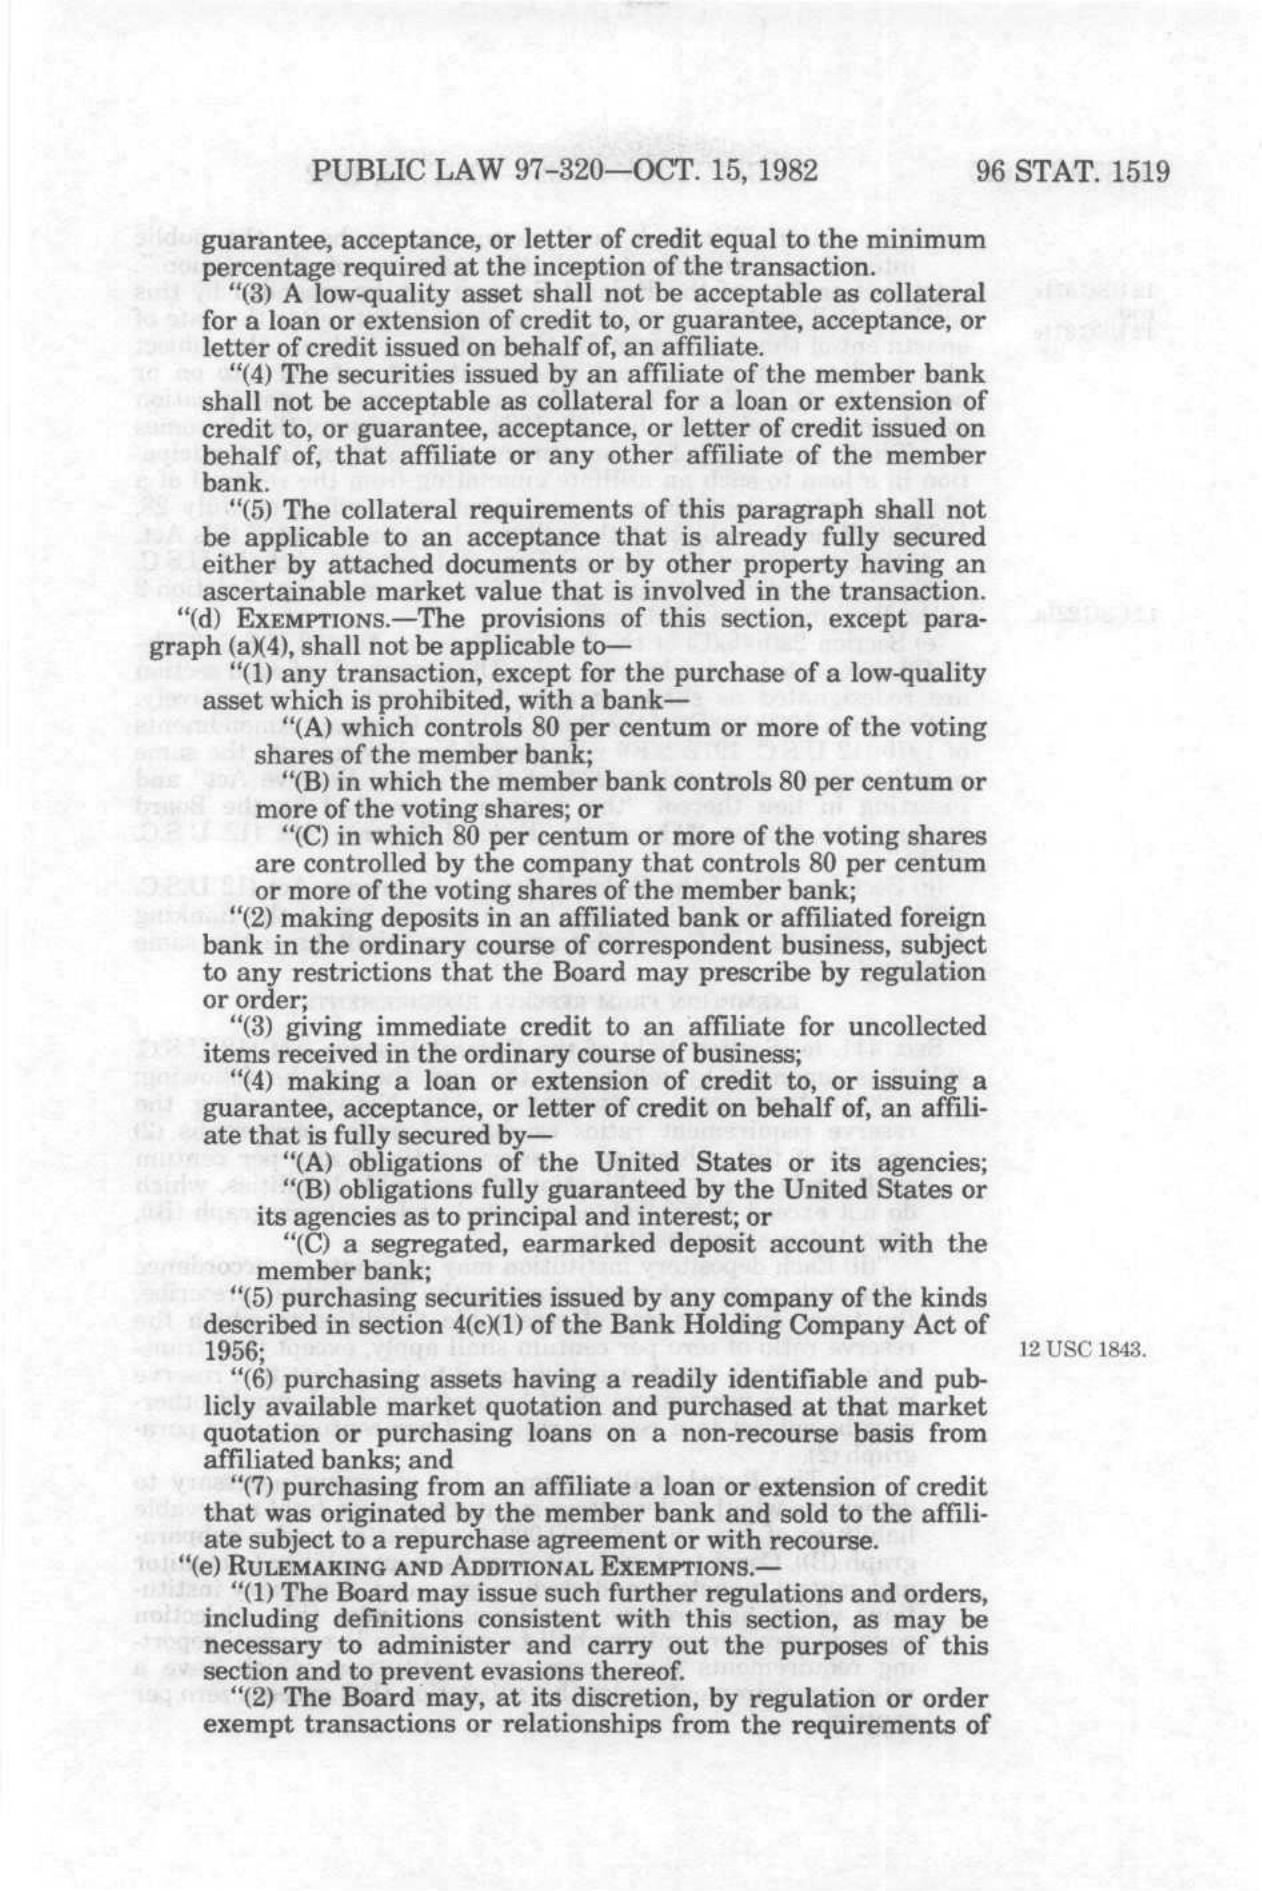 PUBLIC LAW 97-320—OCT. 15, 1982 96 STAT. 1519
guarantee, acceptance, or letter of credit equal to the minimum
percentage required at the inception of the transaction.
"(3) A low-quality asset shall not be acceptable as collateral
for a loan or extension of credit to, or guarantee, acceptance, or
letter of credit issued on behalf of, an affiliate.
"(4) The securities issued by an affiliate of the member bank
shall not be acceptable as collateral for a loan or extension of
credit to, or guarantee, acceptance, or letter of credit issued on
behalf of, that affiliate or any other affiliate of the member
bank.
"(5) The collateral requirements of this paragraph shall not
be applicable to an acceptance that is already fully secured
either by attached documents or by other property having an
ascertainable market value that is involved in the transaction.
"(d) EXEMPTIONS.—The provisions of this section, except para-
graph (a)(4), shall not be applicable to—
"(1) any transaction, except for the purchase of a low-quality
asset which is prohibited, with a bank—
"(A) which controls 80 per centum or more of the voting
shares of the member bank;
"(B) in which the member bank controls 80 per centum or
more of the voting shares; or
"(C) in which 80 per centum or more of the voting shares
are controlled by the company that controls 80 per centum
or more of the voting shares of the member bank;
"(2) making deposits in an affiliated bank or affiliated foreign
bank in the ordinary course of correspondent business, subject
to any restrictions that the Board may prescribe by regulation
or order;
"(3) giving immediate credit to an affiliate for uncollected
items received in the ordinary course of business;
"(4) making a loan or extension of credit to, or issuing a
guarantee, acceptance, or letter of credit on behalf of, an affili-
ate that is fully secured by—
"(A) obligations of the United States or its agencies;
"(B) obligations fully guaranteed by the United States or
its agencies as to principal and interest; or
"(C) a segregated, earmarked deposit account with the
member bank;
"(5) purchasing securities issued by any company of the kinds
described in section 4(c)(1) of the Bank Holding Company Act of
1956; 12 USC 1843.
"(6) purchasing assets having a readily identifiable and pub-
licly available market quotation and purchased at that market
quotation or purchasing loans on a non-recourse basis from
affiliated banks; and
"(7) purchasing from an affiliate a loan or extension of credit
that was originated by the member bank and sold to the affili-
ate subject to a repurchase agreement or with recourse.
"(e) RULEMAKING AND ADDITIONAL EXEMPTIONS.—
"(1) The Board may issue such further regulations and orders,
including definitions consistent with this section, as may be
necessary to administer and carry out the purposes of this
section and to prevent evasions thereof.
"(2) The Board may, at its discretion, by regulation or order
exempt transactions or relationships from the requirements of